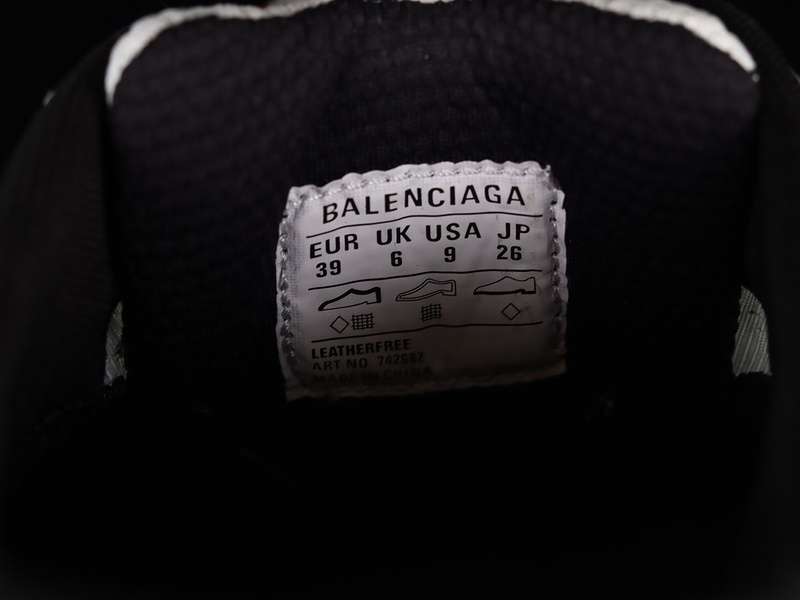 BALENCIAGA
EUR UK USA JP
39 6 9 26
LEATHERFREE
ART NO
MADE IN CHINA